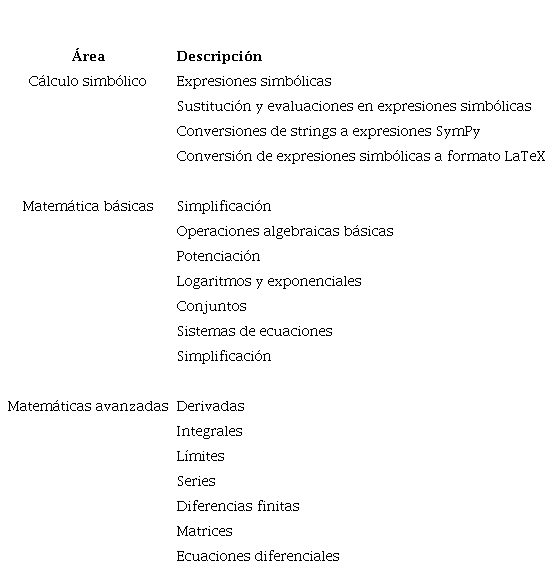 Área Descripción
Cálculo simbólico Expresiones simbólicas
Sustitución y evaluaciones en expresiones simbólicas
Conversiones de strings a expresiones SymPy
Conversión de expresiones simbólicas a formato LaTeX
Matemática básicas Simplificación
Operaciones algebraicas básicas
Potenciación
Logaritmos y exponenciales
Conjuntos
Sistemas de ecuaciones
Simplificación
Matemáticas avanzadas Derivadas
Integrales
Límites
Series
Diferencias finitas
Matrices
Ecuaciones diferenciales